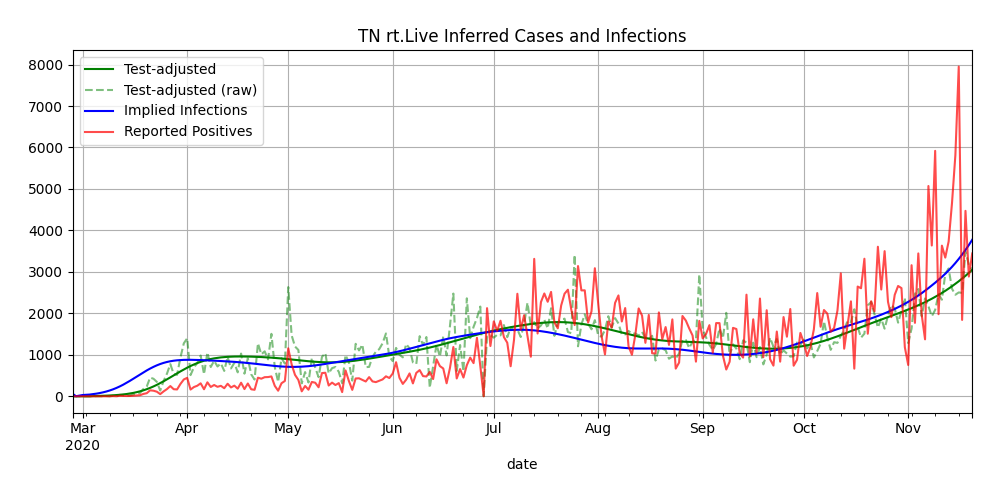 TN rt.Live Inferred Cases and Infections
Test-adjusted
Test-adjusted (raw)
Implied Infections
Reported Positives
8000
7000
6000
5000
4000
3000
2000
1000
0
Mar Apr May Jun Jul Aug Sep Oct Nov
2020
date